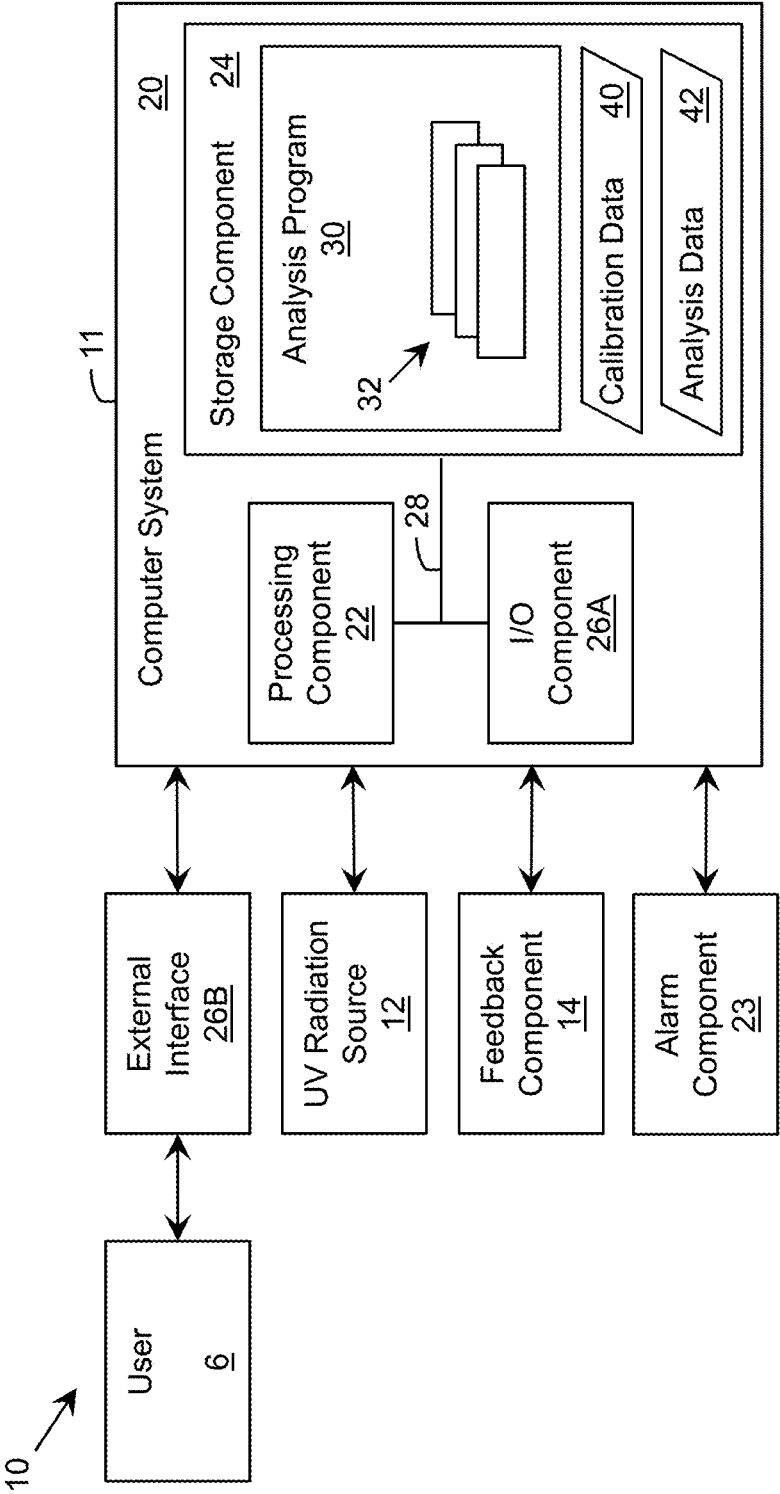 10
User
6
External
Interface
26B
UV Radiation
Source
12
Feedback
Component
14
Alarm
Component
23
11
Computer System
20
Processing
Component
22
28
I/O
Component
26A
Storage Component
24
Analysis Program
30
32
Calibration Data
40
Analysis Data
42